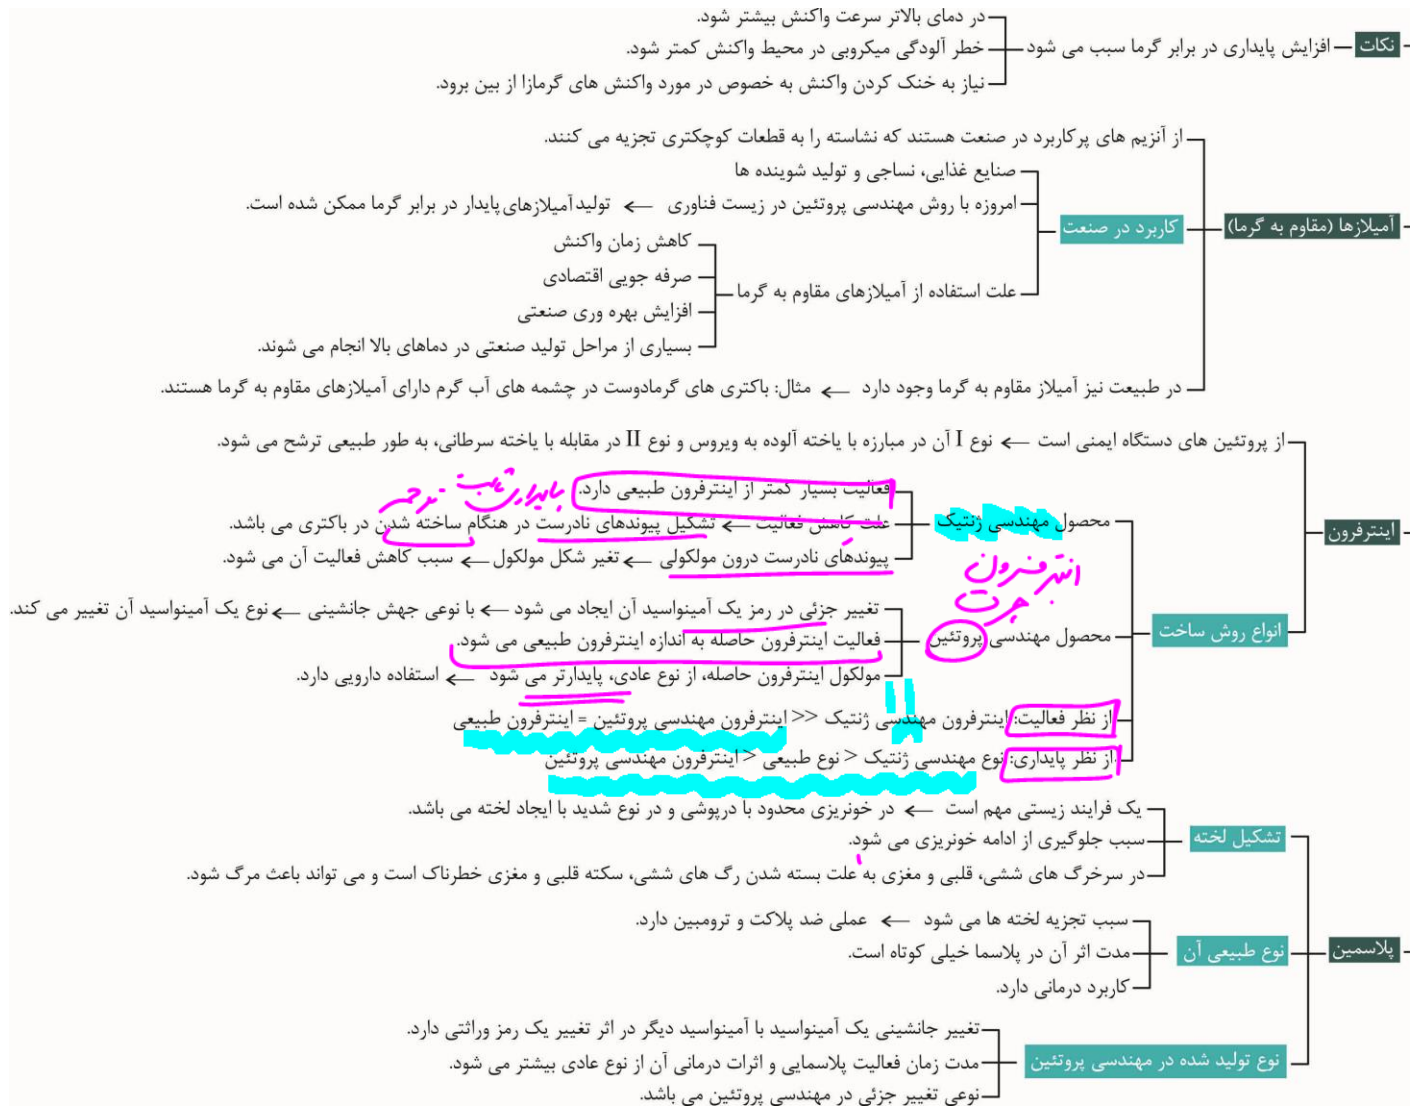 در دمای بالاتر سرعت واکنش بیشتر شود.
نکات
افزایش پایداری در برابر گرما سبب می شود
خطر آلودگی میکروبی در محیط واکنش کمتر شود.
نیاز به خنک کردن واکنش به خصوص در مورد واکنش های گرمازا از بین برود.
آمیلازها (مقاوم به گرما)
از آنزیم های پرکاربرد در صنعت هستند که نشاسته را به قطعات کوچکتری تجزیه می کنند.
کاربرد در صنعت
صنایع غذایی، نساجی و تولید شوینده ها
امروزه با روش مهندسی پروتئین در زیست فناوری ← تولید آمیلازهای پایدار در برابر گرما ممکن شده است.
علت استفاده از آمیلازهای مقاوم به گرما
کاهش زمان واکنش
صرفه جویی اقتصادی
افزایش بهره وری صنعتی
بسیاری از مراحل تولید صنعتی در دماهای بالا انجام می شوند.
در طبیعت نیز آمیلاز مقاوم به گرما وجود دارد ← مثال: باکتری های گرمادوست در چشمه های آب گرم دارای آمیلازهای مقاوم به گرما هستند.
اینترفرون
از پروتئین های دستگاه ایمنی است ← نوع I آن در مبارزه با یاخته آلوده به ویروس و نوع II در مقابله با یاخته سرطانی، به طور طبیعی ترشح می شود.
انواع روش ساخت
محصول مهندسی ژنتیک
فعالیت بسیار کمتر از اینترفرون طبیعی دارد.
علت کاهش فعالیت ← تشکیل پیوندهای نادرست در هنگام ساخته شدن در باکتری می باشد.
پیوندهای نادرست درون مولکولی ← تغیر شکل مولکول ← سبب کاهش فعالیت آن می شود.
اینترفرون
محصول مهندسی پروتئین
تغییر جزئی در رمز یک آمینواسید آن ایجاد می شود ← با نوعی جهش جانشینی ← نوع یک آمینواسید آن تغییر می کند.
فعالیت اینترفرون حاصله به اندازه اینترفرون طبیعی می شود.
مولکول اینترفرون حاصله، از نوع عادی، پایدارتر می شود ← استفاده دارویی دارد.
از نظر فعالیت: اینترفرون مهندسی ژنتیک << اینترفرون مهندسی پروتئین = اینترفرون طبیعی
از نظر پایداری: نوع مهندسی ژنتیک < نوع طبیعی < اینترفرون مهندسی پروتئین
پلاسمین
تشکیل لخته
یک فرایند زیستی مهم است ← در خونریزی محدود با درپوشی و در نوع شدید با ایجاد لخته می باشد.
سبب جلوگیری از ادامه خونریزی می شود.
در سرخرگ های ششی، قلبی و مغزی به علت بسته شدن رگ های ششی، سکته قلبی و مغزی خطرناک است و می تواند باعث مرگ شود.
نوع طبیعی آن
سبب تجزیه لخته ها می شود ← عملی ضد پلاکت و ترومبین دارد.
مدت اثر آن در پلاسما خیلی کوتاه است.
کاربرد درمانی دارد.
نوع تولید شده در مهندسی پروتئین
تغییر جانشینی یک آمینواسید با آمینواسید دیگر در اثر تغییر یک رمز وراثتی دارد.
مدت زمان فعالیت پلاسمایی و اثرات درمانی آن از نوع عادی بیشتر می شود.
نوعی تغییر جزئی در مهندسی پروتئین می باشد.